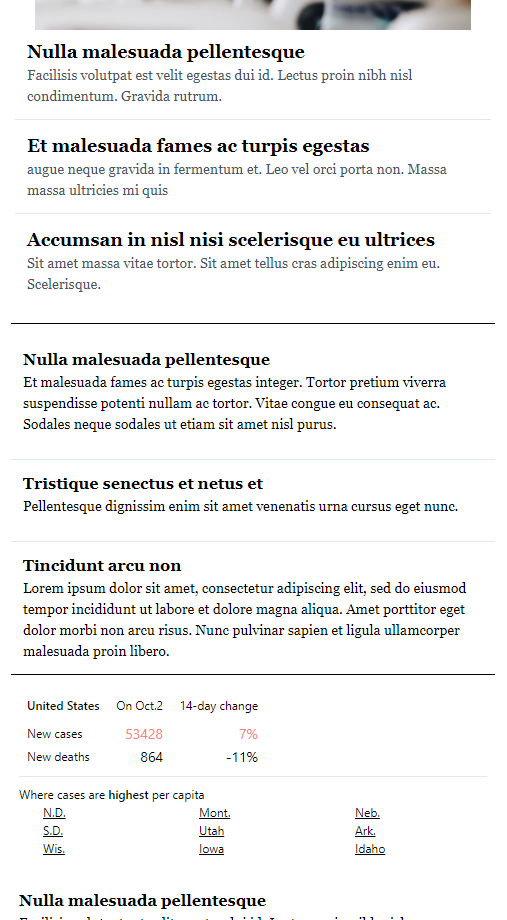 Nulla malesuada pellentesque
Facilisis volutpat est velit egestas dui id. Lectus proin nibh nisl
condimentum. Gravida rutrum.
Et malesuada fames ac turpis egestas
augue neque gravida in fermentum et. Leo vel orci porta non. Massa
massa ultricies mi quis
Accumsan in nisl nisi scelerisque eu ultrices
Sit amet massa vitae tortor. Sit amet tellus cras adipiscing enim eu.
Scelerisque.
Nulla malesuada pellentesque
Et malesuada fames ac turpis egestas integer. Tortor pretium viverra
suspendisse potenti nullam ac tortor. Vitae congue eu consequat ac.
Sodales neque sodales ut etiam sit amet nisl purus.
Tristique senectus et netus et
Pellentesque dignissim enim sit amet venenatis urna cursus eget nunc.
Tincidunt arcu non
Lorem ipsum dolor sit amet, consectetur adipiscing elit, sed do eiusmod
tempor incididunt ut labore et dolore magna aliqua. Amet porttitor eget
dolor morbi non arcu risus. Nunc pulvinar sapien et ligula ullamcorper
malesuada proin libero.
United States On Oct.2 14-day change
New cases 53428 7%
New deaths 864 -11%
Where cases are highest per capita
N.D. Mont. Neb.
S.D. Utah Ark.
Wis. Iowa Idaho
Nulla malesuada pellentesque